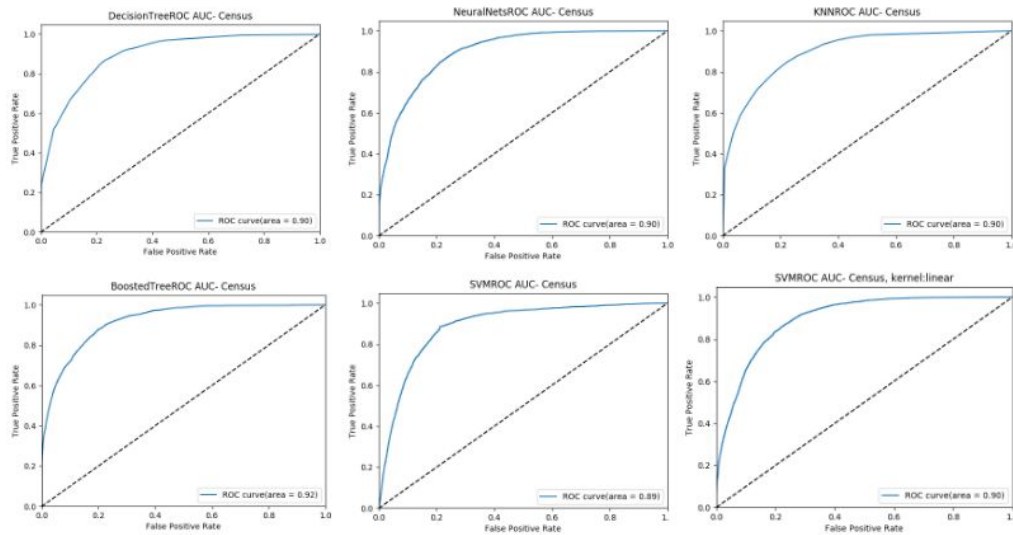 DecisionTreeROC AUC- Census
1.0
0.8
0.6
0.4
0.2
0.0
True Positive Rate
ROC curve(area = 0.90)
0.0 0.2 0.4 0.6 0.8 1.0
False Positive Rate
NeuralNetsROC AUC- Census
1.0
0.8
0.6
0.4
0.2
0.0
True Positive Rate
ROC curve(area = 0.90)
0.0 0.2 0.4 0.6 0.8 1.0
False Positive Rate
KNNROC AUC- Census
1.0
0.8
0.6
0.4
0.2
0.0
True Positive Rate
ROC curve(area = 0.90)
0.0 0.2 0.4 0.6 0.8 1.0
False Positive Rate
BoostedTreeROC AUC- Census
1.0
0.8
0.6
0.4
0.2
0.0
True Positive Rate
ROC curve(area = 0.92)
0.0 0.2 0.4 0.6 0.8 1.0
False Positive Rate
SVMROC AUC- Census
1.0
0.8
0.6
0.4
0.2
0.0
True Positive Rate
ROC curve(area = 0.89)
0.0 0.2 0.4 0.6 0.8 1.0
False Positive Rate
SVMROC AUC- Census, kernel:linear
1.0
0.8
0.6
0.4
0.2
0.0
True Positive Rate
ROC curve(area = 0.90)
0.0 0.2 0.4 0.6 0.8 1.
False Positive Rate